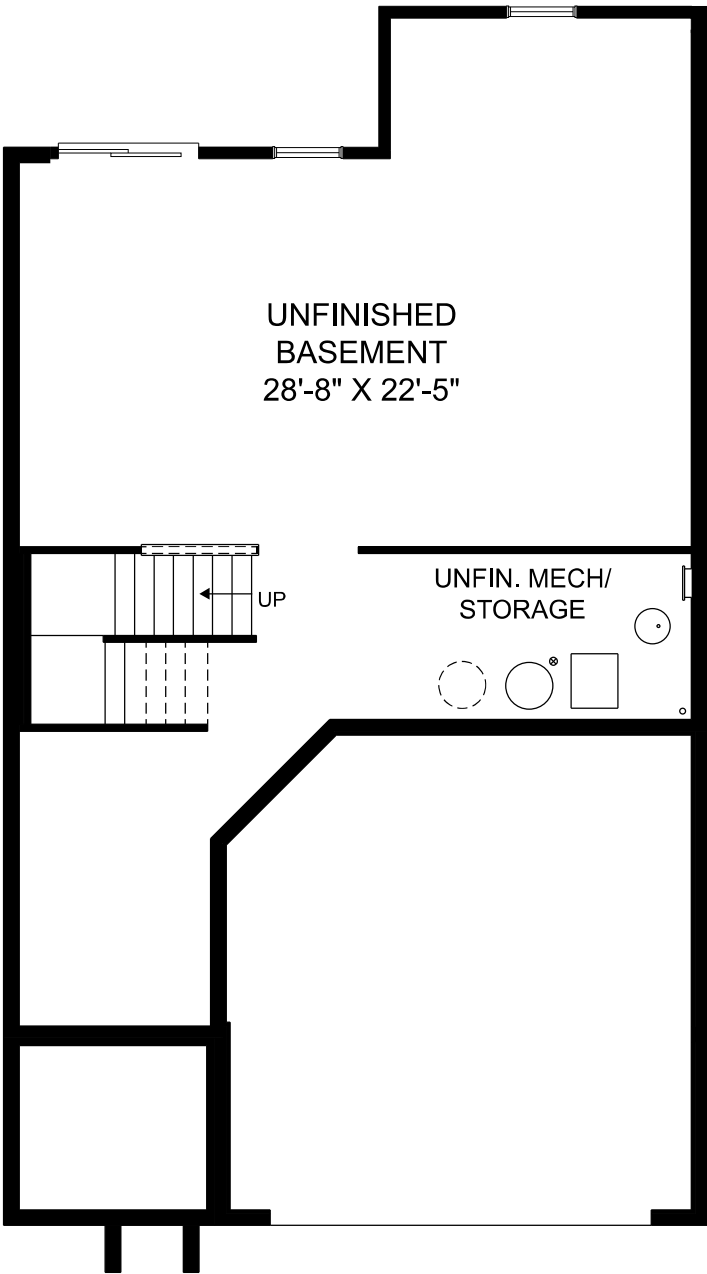 UNFINISHED
BASEMENT
28'-8" X 22'-5"
UP
UNFIN. MECH/
STORAGE